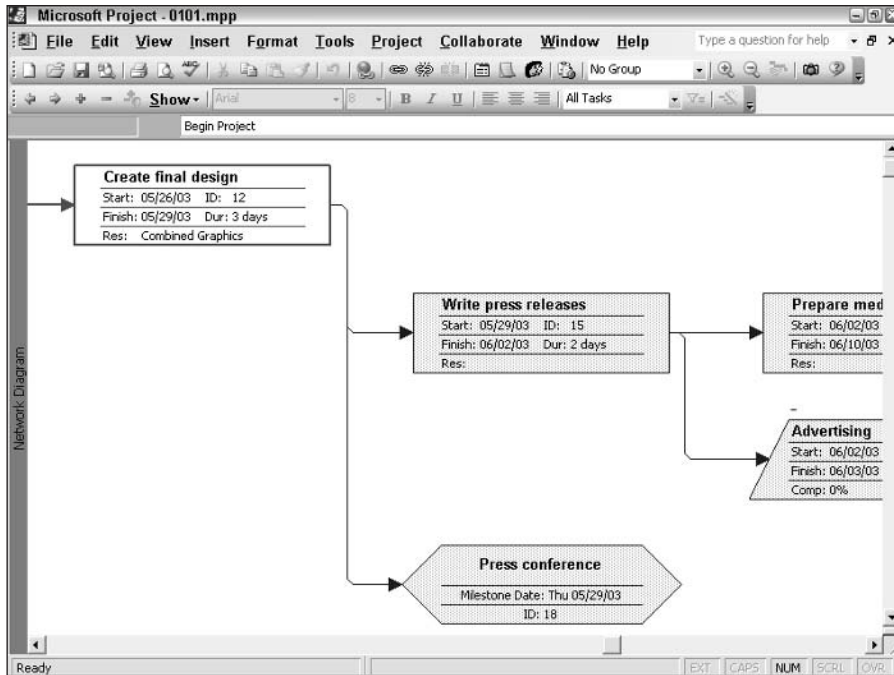 Microsoft Project - 0101.mpp
File Edit View Insert Format Tools Project Collaborate Window Help Type a question for help
No Group
Show Arial 8 B I U All Tasks
Begin Project
Network Diagram
Create final design
Start: 05/26/03 ID: 12
Finish: 05/29/03 Dur: 3 days
Res: Combined Graphics
Write press releases
Start: 05/29/03 ID: 15
Finish: 06/02/03 Dur: 2 days
Res:
Prepare med
Start: 06/02/03
Finish: 06/10/03
Res:
Advertising
Start: 06/02/03
Finish: 06/03/03
Comp: 0%
Press conference
Milestone Date: Thu 05/29/03
ID: 18
Ready EXT CAPS NUM SCRL OVR